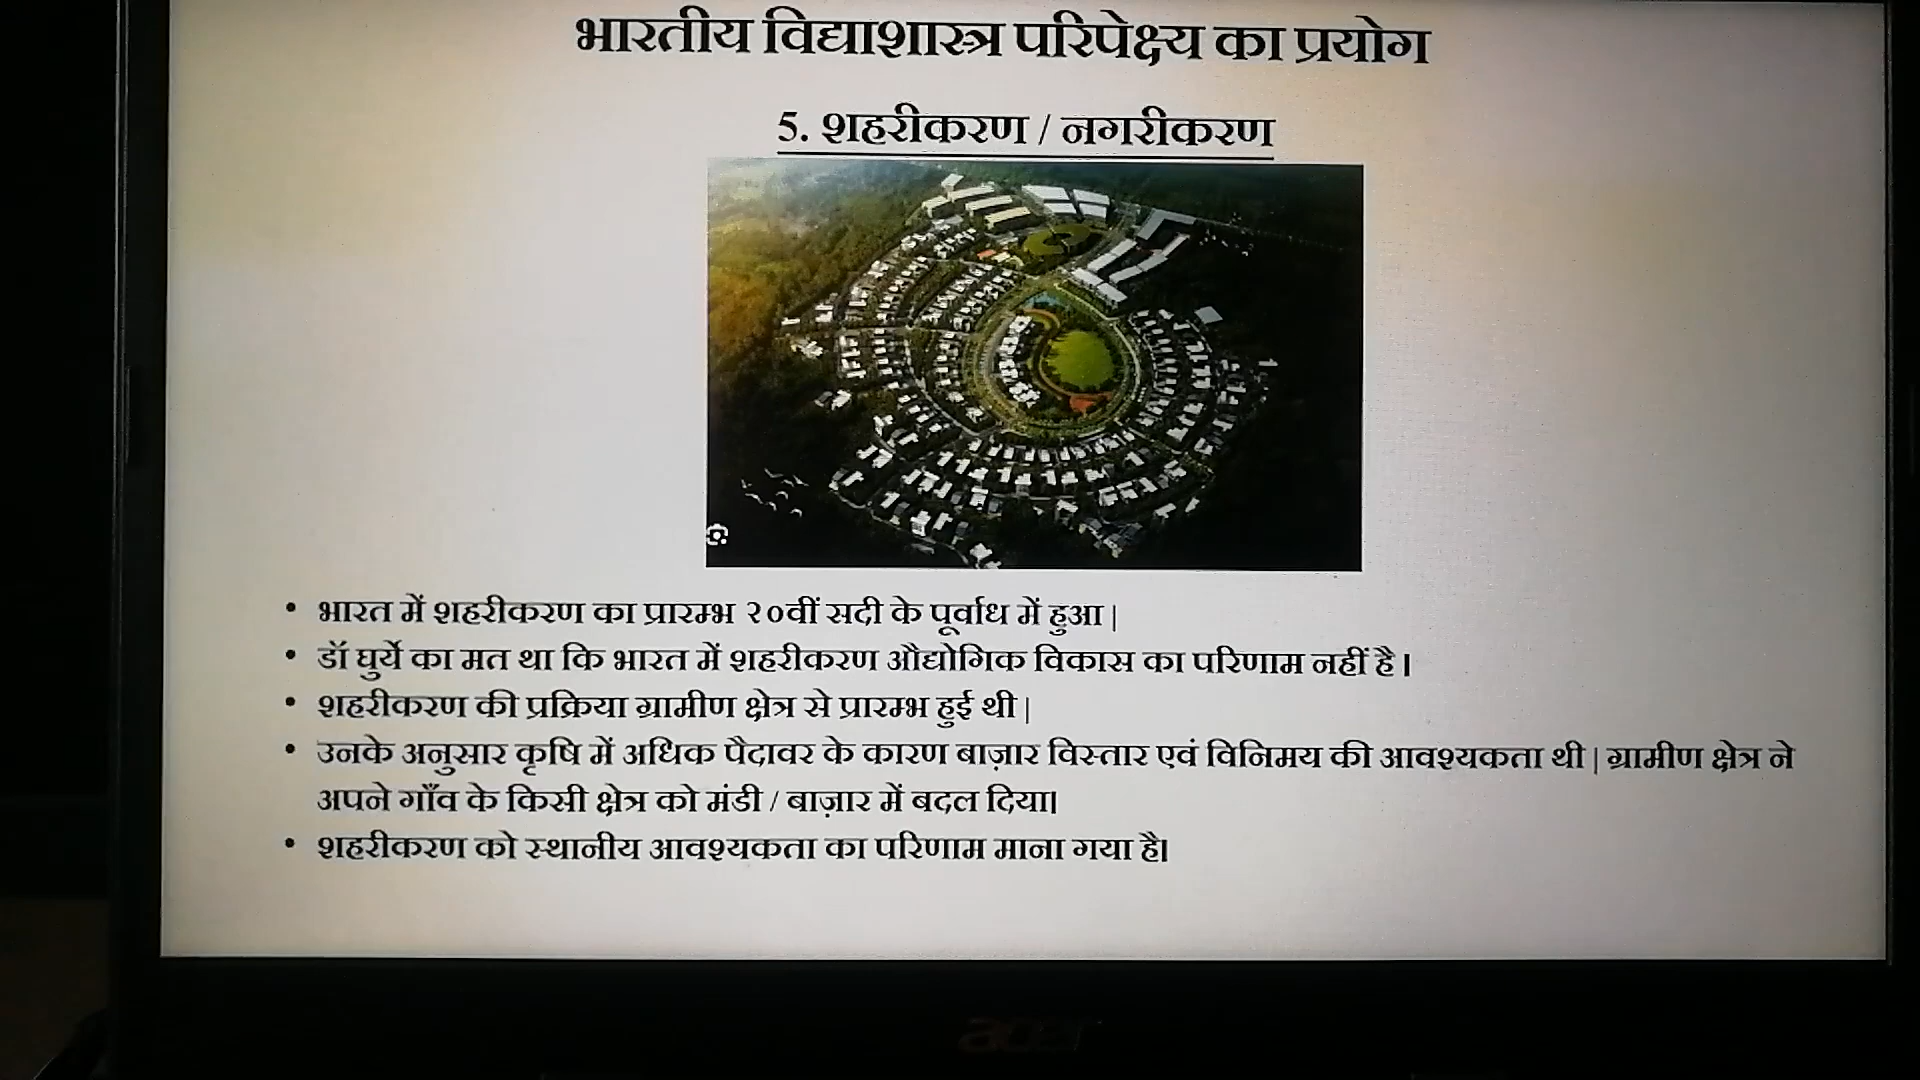 भारतीय विद्याशास्त्र परिपेक्ष्य का प्रयोग
5. शहरीकरण / नगरीकरण
• भारत में शहरीकरण का प्रारम्भ २०वीं सदी के पूर्वाध में हुआ |
• डॉ घुर्ये का मत था कि भारत में शहरीकरण औद्योगिक विकास का परिणाम नहीं है।
• शहरीकरण की प्रक्रिया ग्रामीण क्षेत्र से प्रारम्भ हुई थी |
• उनके अनुसार कृषि में अधिक पैदावर के कारण बाज़ार विस्तार एवं विनिमय की आवश्यकता थी | ग्रामीण क्षेत्र ने
अपने गाँव के किसी क्षेत्र को मंडी / बाज़ार में बदल दिया।
• शहरीकरण को स्थानीय आवश्यकता का परिणाम माना गया है।
acer